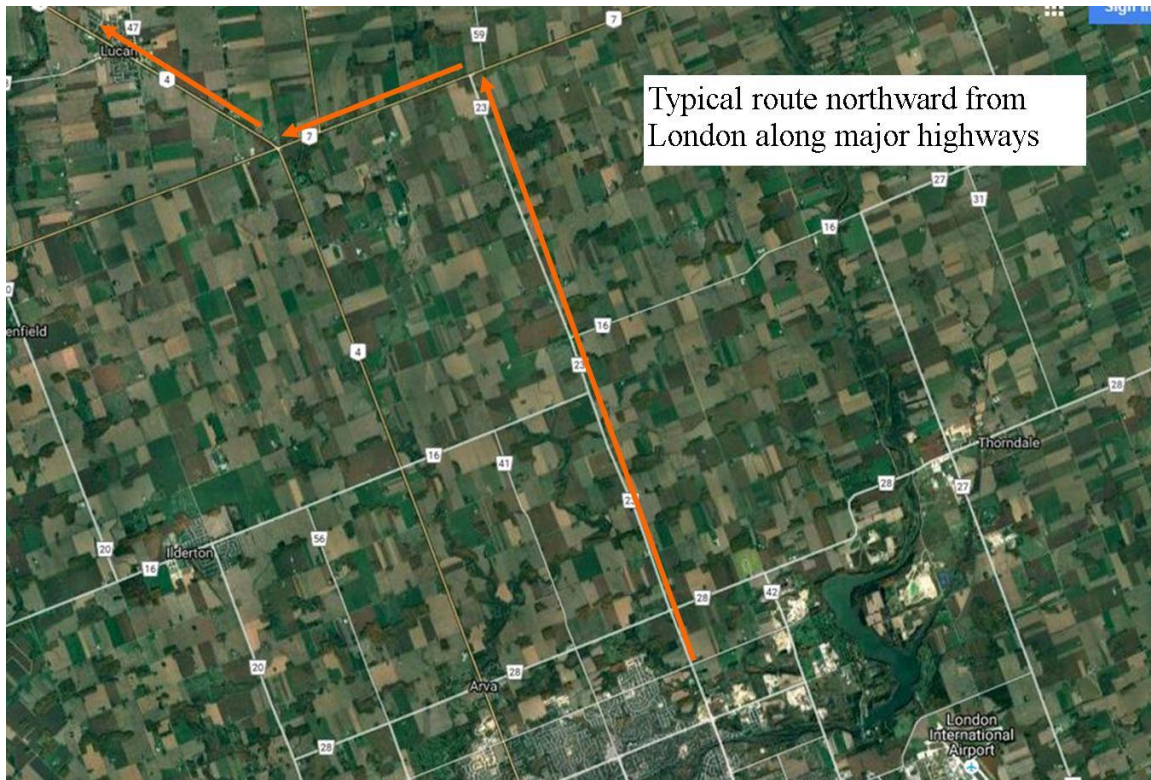 47
Lucan
4
59
7
Sign in
23
7
Typical route northward from
London along major highways
27
31
16
16
enfield
4
23
28
16
41
Thorndale
28
23
27
20
Ilderton
56
16
28
42
20
28
Arva
28
London
International
Airport